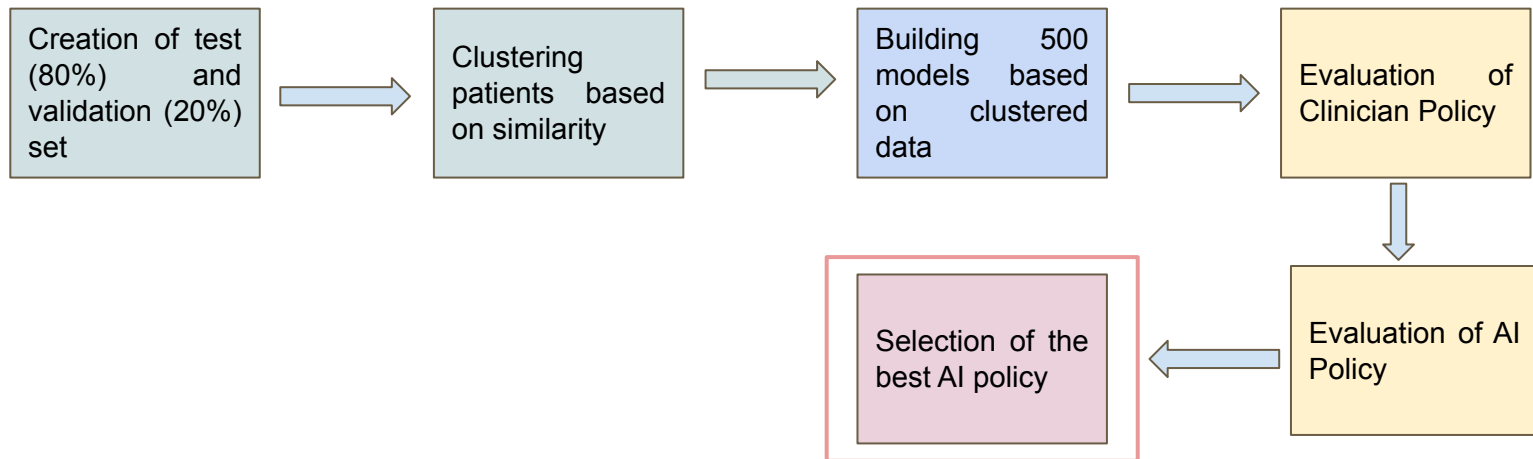 Creation of test
(80%) and
validation (20%)
set
Clustering
patients based
on similarity
Building 500
models based
on clustered
data
Evaluation of
Clinician Policy
Evaluation of AI
Policy
Selection of the
best AI policy